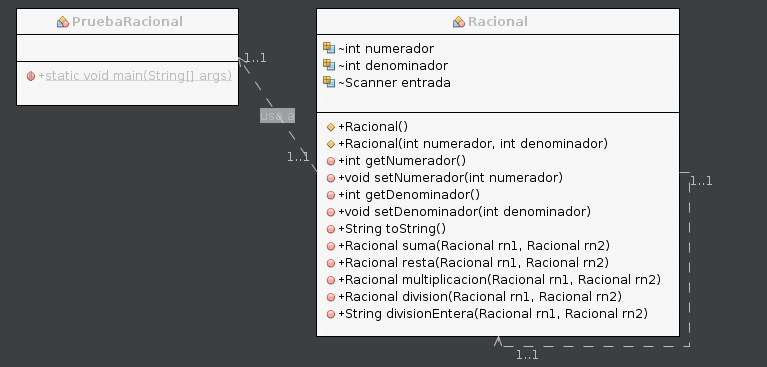 PruebaRacional
+static void main(String[] args)
1..1
usa a
1..1
Racional
~int numerador
~int denominador
~Scanner entrada
+Racional()
+Racional(int numerador, int denominador)
+int getNumerador()
+void setNumerador(int numerador)
+int getDenominador()
+void setDenominador(int denominador)
+String toString()
+Racional suma(Racional rn1, Racional rn2)
+Racional resta(Racional rn1, Racional rn2)
+Racional multiplicacion(Racional rn1, Racional rn2)
+Racional division(Racional rn1, Racional rn2)
+String divisionEntera(Racional rn1, Racional rn2)
1..1
1..1